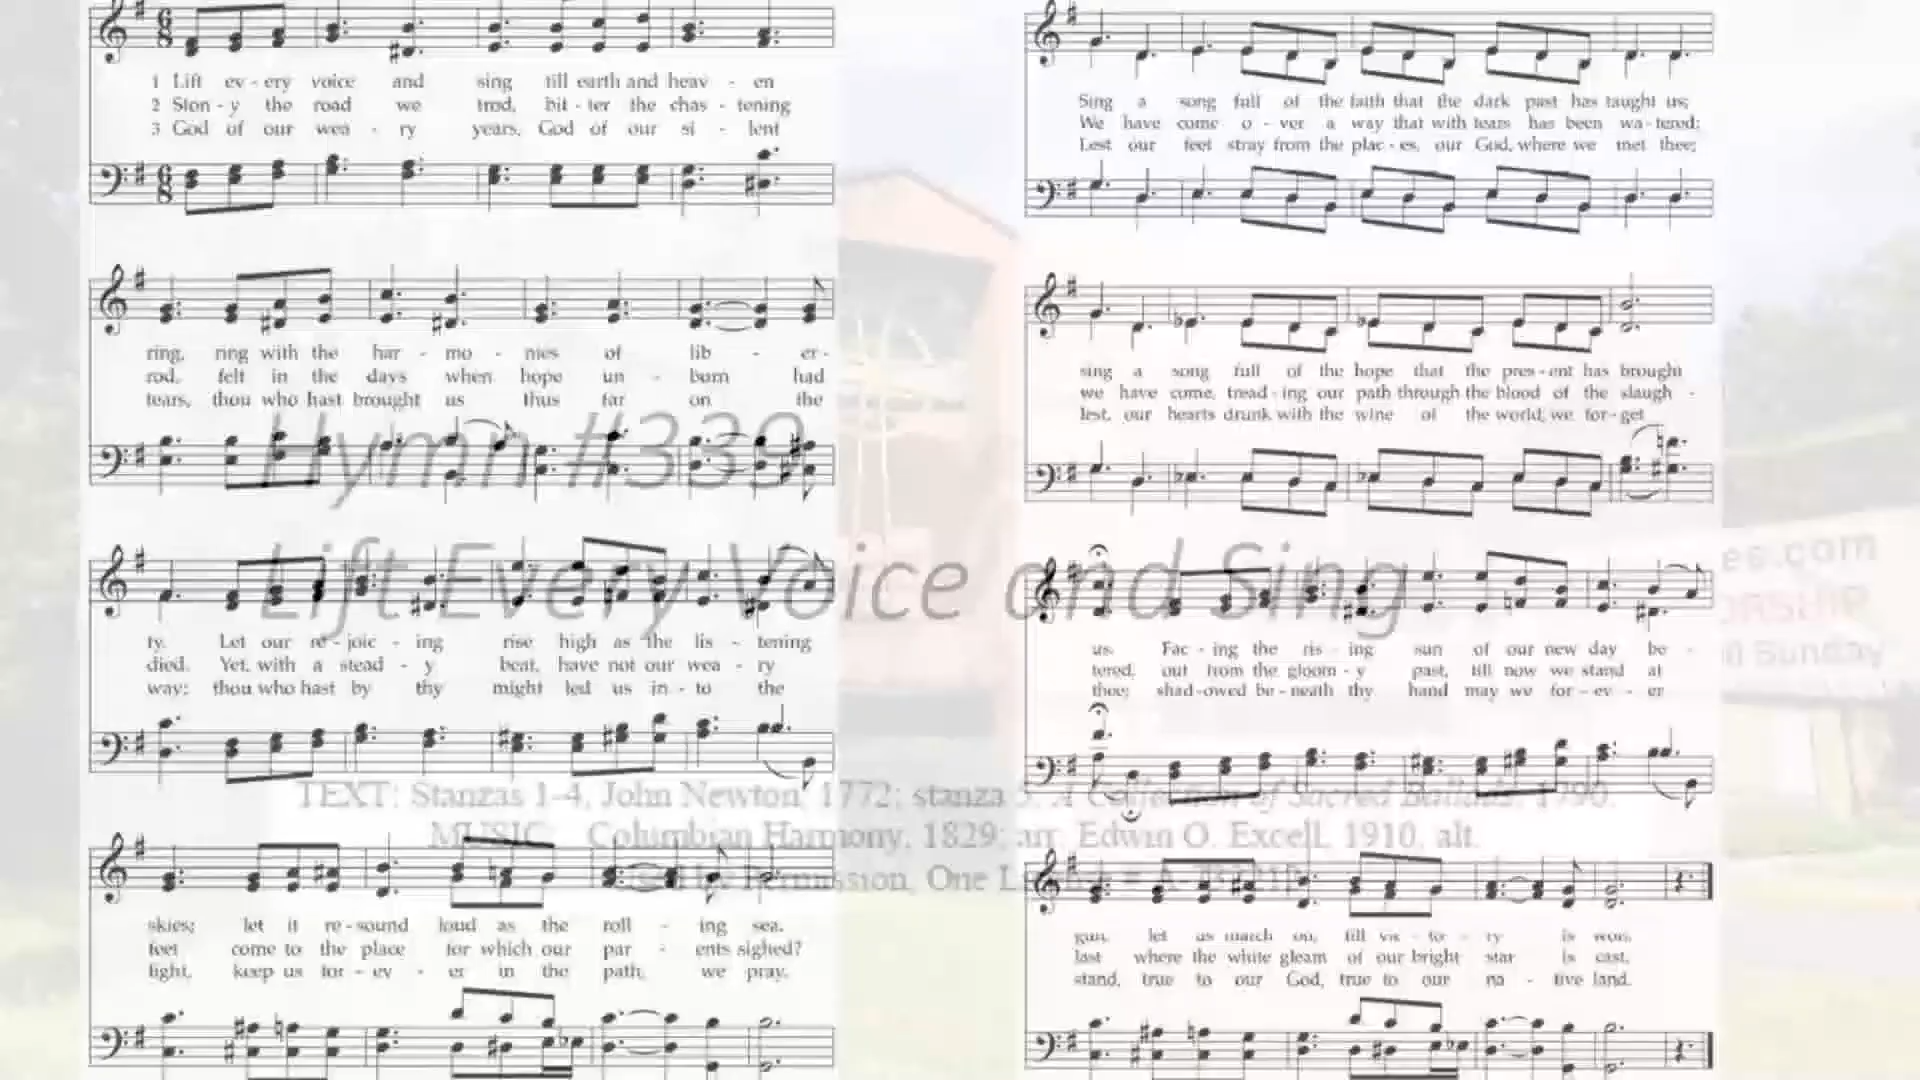 1 Lift ev - ery voice and sing till earth and heav - en
2 Ston - y the road we trod, bit - ter the chas - tening
3 God of our wea - ry years, God of our si - lent
ring, ring with the har - mo - nies of lib - er -
rod, felt in the days when hope un - born had
tears, thou who hast brought us thus far on the
Hymn #339
Lift Every Voice and Sing
ty. Let our re - joic - ing rise high as the lis - tening
died. Yet, with a stead - y beat, have not our wea - ry
way; thou who hast by thy might led us in - to the
TEXT: Stanzas 1-4, John Newton, 1772; stanza 5, A Collection of Sacred Ballads, 1790.
MUSIC: Columbian Harmony, 1829; arr. Edwin O. Excell, 1910, alt.
Permission, One
skies; let it re - sound loud as the roll - ing sea.
feet come to the place for which our par - ents sighed?
light, keep us for - ev - er in the path, we pray.
Sing a song full of the faith that the dark past has taught us;
We have come o - ver a way that with tears has been wa - tered;
Lest our feet stray from the plac - es, our God, where we met thee;
sing a song full of the hope that the pres - ent has brought
we have come, tread - ing our path through the blood of the slaugh -
lest, our hearts drunk with the wine of the world, we for - get
us. Fac - ing the ris - ing sun of our new day be -
tered, out from the gloom - y past, till now we stand at
thee; shad - owed be - neath thy hand may we for - ev - er
gun, let us march on, till vic - to - ry is won.
last where the white gleam of our bright star is cast.
stand, true to our God, true to our na - tive land.
ees.com
ORSHIP
Sunday